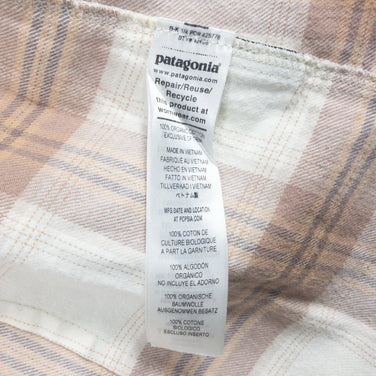 patagonia®
www.patagonia.com
Repair/Reuse/
Recycle
this product at
wornwear.com
100% ORGANIC COTTON
EXCLUSIVE OF TRIM
MADE IN VIETNAM
FABRIQUÉ AU VIETNAM
HECHO EN VIETNAM
FATTO IN VIETNAM
TILLVERKAD I VIETNAM
ベトナム製
MFG DATE AND LOCATION
AT POPSIA.COM
100% COTON DE
CULTURE BIOLOGIQUE
À PART LA GARNITURE
100% ALGODÓN
ORGÁNICO
NO INCLUYE EL ADORNO
100% ORGANISCHE
BAUMWOLLE
AUSGENOMMEN BESATZ
100% COTONE
BIOLOGICO
ESCLUSO INSERTO